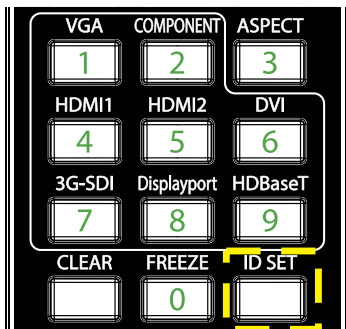 VGA COMPONENT ASPECT
1 2 3
HDMI1 HDMI2 DVI
4 5 6
3G-SDI Displayport HDBaseT
7 8 9
CLEAR FREEZE ID SET
0